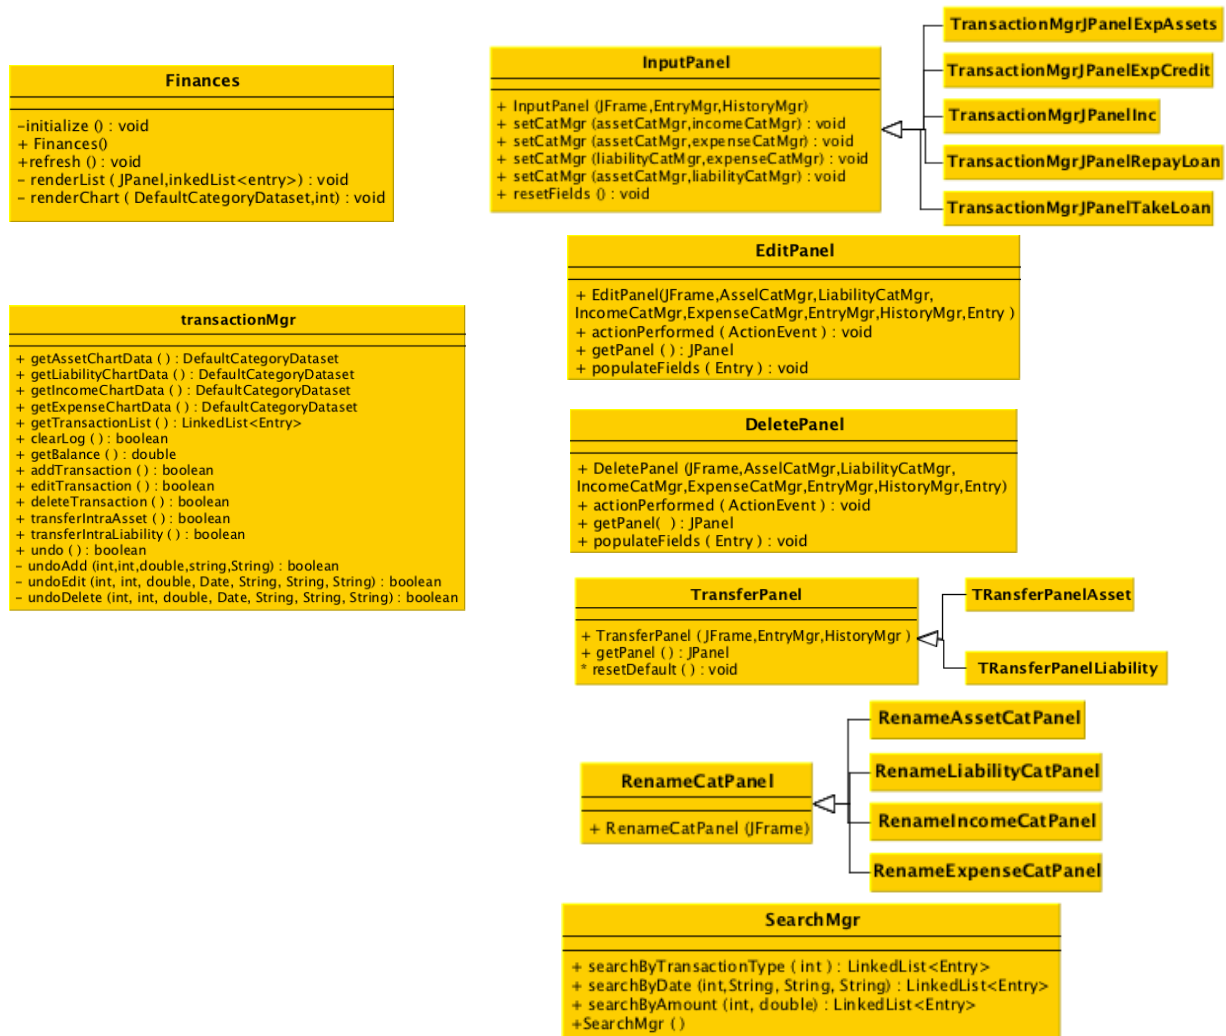 Finances
-initialize () : void
+ Finances()
+refresh () : void
- renderList ( JPanel,inkedList<entry>) : void
- renderChart ( DefaultCategoryDataset,int) : void
transactionMgr
+ getAssetChartData ( ) : DefaultCategoryDataset
+ getLiabilityChartData ( ) : DefaultCategoryDataset
+ getIncomeChartData ( ) : DefaultCategoryDataset
+ getExpenseChartData ( ) : DefaultCategoryDataset
+ getTransactionList ( ) : LinkedList<Entry>
+ clearLog ( ) : boolean
+ getBalance ( ) : double
+ addTransaction ( ) : boolean
+ editTransaction ( ) : boolean
+ deleteTransaction ( ) : boolean
+ transferIntraAsset ( ) : boolean
+ transferIntraLiability ( ) : boolean
+ undo ( ) : boolean
- undoAdd (int,int,double,string,String) : boolean
- undoEdit (int, int, double, Date, String, String, String) : boolean
- undoDelete (int, int, double, Date, String, String, String) : boolean
InputPanel
+ InputPanel (JFrame,EntryMgr,HistoryMgr)
+ setCatMgr (assetCatMgr,incomeCatMgr) : void
+ setCatMgr (assetCatMgr,expenseCatMgr) : void
+ setCatMgr (liabilityCatMgr,expenseCatMgr) : void
+ setCatMgr (assetCatMgr,liabilityCatMgr) : void
+ resetFields () : void
TransactionMgrJPanelExpAssets
TransactionMgrJPanelExpCredit
TransactionMgrJPanelInc
TransactionMgrJPanelRepayLoan
TransactionMgrJPanelTakeLoan
EditPanel
+ EditPanel(JFrame,AsselCatMgr,LiabilityCatMgr,
IncomeCatMgr,ExpenseCatMgr,EntryMgr,HistoryMgr,Entry )
+ actionPerformed ( ActionEvent ) : void
+ getPanel ( ) : JPanel
+ populateFields ( Entry ) : void
DeletePanel
+ DeletePanel (JFrame,AsselCatMgr,LiabilityCatMgr,
IncomeCatMgr,ExpenseCatMgr,EntryMgr,HistoryMgr,Entry)
+ actionPerformed ( ActionEvent ) : void
+ getPanel( ) : JPanel
+ populateFields ( Entry ) : void
TransferPanel
+ TransferPanel ( JFrame,EntryMgr,HistoryMgr )
+ getPanel ( ) : JPanel
* resetDefault ( ) : void
TRansferPanelAsset
TRansferPanelLiability
RenameCatPanel
+ RenameCatPanel (JFrame)
RenameAssetCatPanel
RenameLiabilityCatPanel
RenameIncomeCatPanel
RenameExpenseCatPanel
SearchMgr
+ searchByTransactionType ( int ) : LinkedList<Entry>
+ searchByDate (int,String, String, String) : LinkedList<Entry>
+ searchByAmount (int, double) : LinkedList<Entry>
+SearchMgr ( )